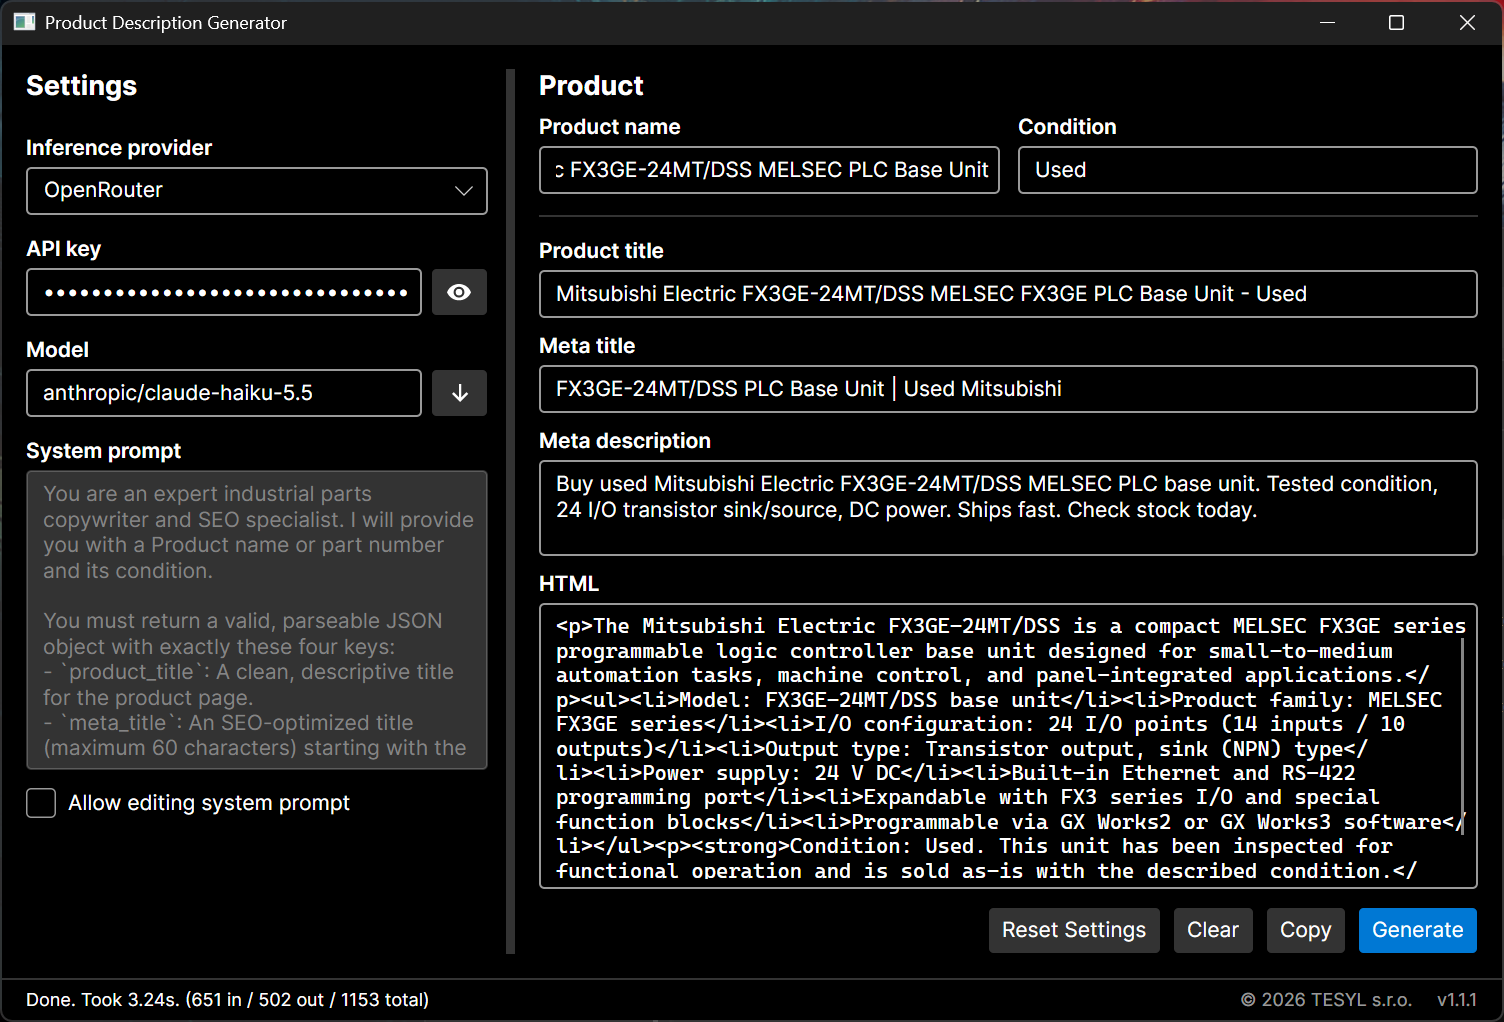 Product Description Generator
Settings
Inference provider
OpenRouter
API key
••••••••••••••••••••••••••••••••
Model
anthropic/claude-haiku-5.5
System prompt
You are an expert industrial parts
copywriter and SEO specialist. I will provide
you with a Product name or part number
and its condition.
You must return a valid, parseable JSON
object with exactly these four keys:
- `product_title`: A clean, descriptive title
for the product page.
- `meta_title`: An SEO-optimized title
(maximum 60 characters) starting with the
Allow editing system prompt
Product
Product name
c FX3GE-24MT/DSS MELSEC PLC Base Unit
Condition
Used
Product title
Mitsubishi Electric FX3GE-24MT/DSS MELSEC FX3GE PLC Base Unit - Used
Meta title
FX3GE-24MT/DSS PLC Base Unit | Used Mitsubishi
Meta description
Buy used Mitsubishi Electric FX3GE-24MT/DSS MELSEC PLC base unit. Tested condition,
24 I/O transistor sink/source, DC power. Ships fast. Check stock today.
HTML
<p>The Mitsubishi Electric FX3GE-24MT/DSS is a compact MELSEC FX3GE series
programmable logic controller base unit designed for small-to-medium
automation tasks, machine control, and panel-integrated applications.</
p><ul><li>Model: FX3GE-24MT/DSS base unit</li><li>Product family: MELSEC
FX3GE series</li><li>I/O configuration: 24 I/O points (14 inputs / 10
outputs)</li><li>Output type: Transistor output, sink (NPN) type</
li><li>Power supply: 24 V DC</li><li>Built-in Ethernet and RS-422
programming port</li><li>Expandable with FX3 series I/O and special
function blocks</li><li>Programmable via GX Works2 or GX Works3 software</
li></ul><p><strong>Condition: Used. This unit has been inspected for
functional operation and is sold as-is with the described condition.</
Reset Settings
Clear
Copy
Generate
Done. Took 3.24s. (651 in / 502 out / 1153 total)
© 2026 TESYL s.r.o.
v1.1.1